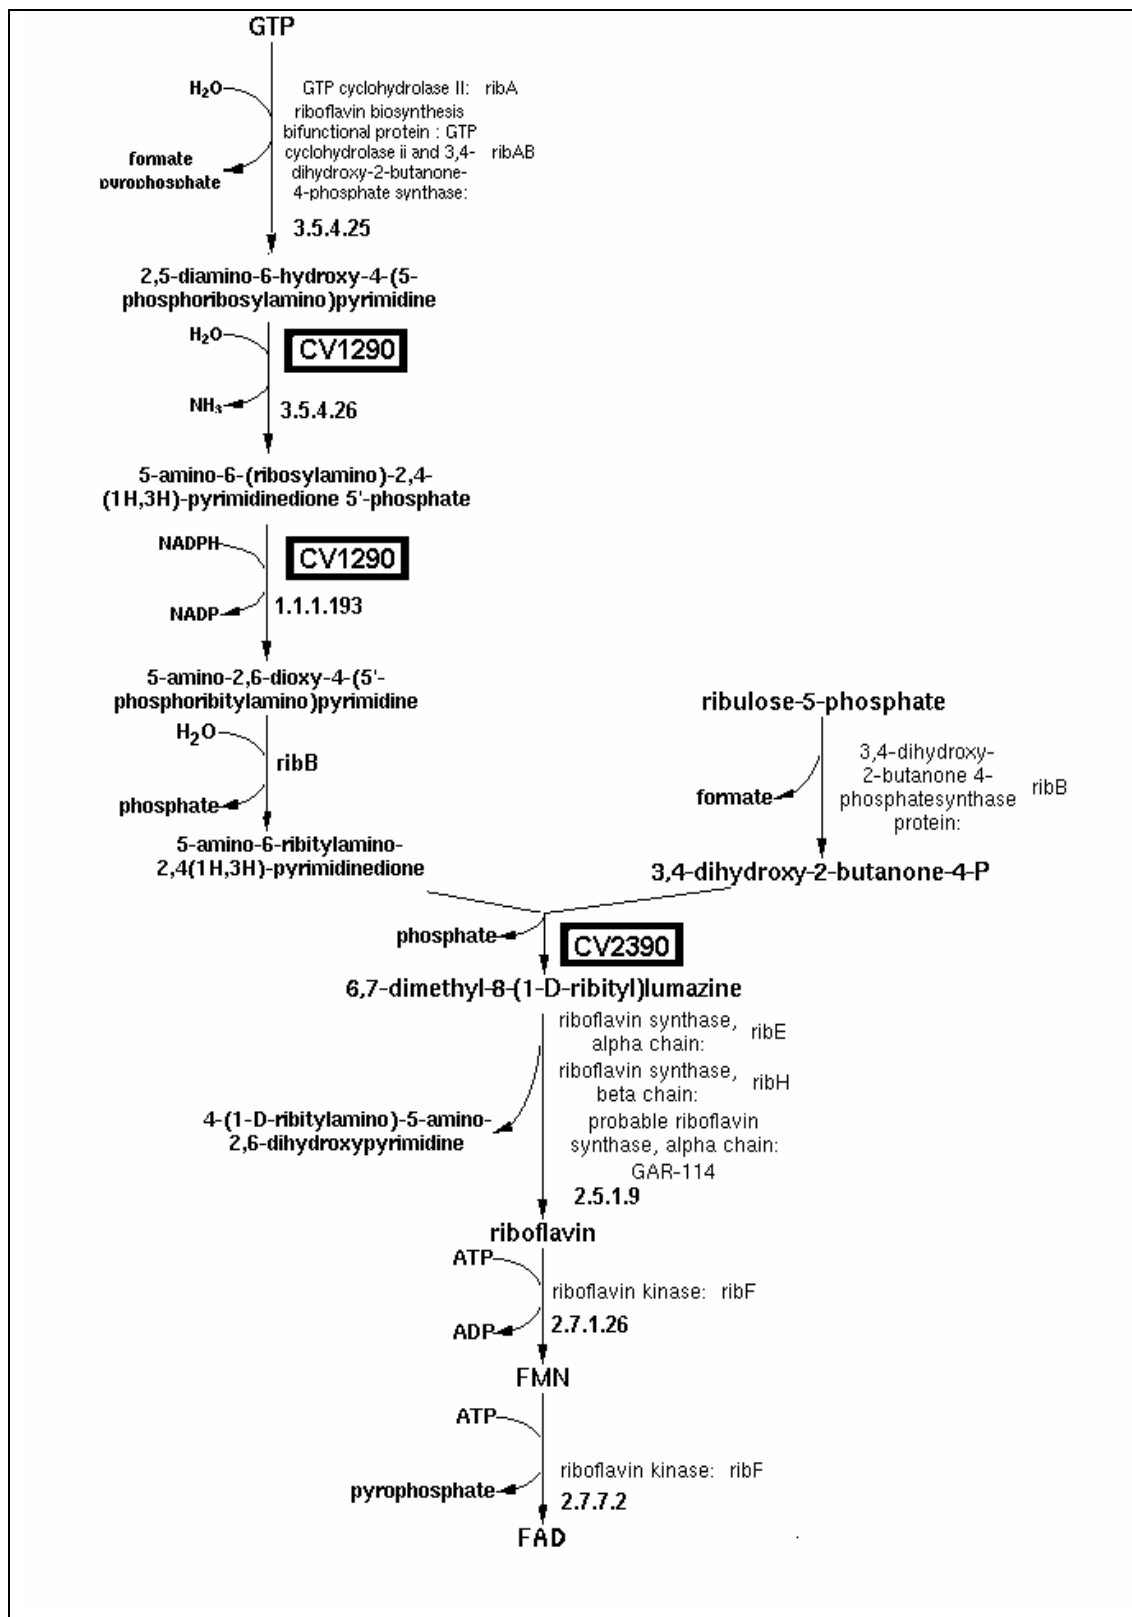 GTP
H₂O
GTP cyclohydrolase II: ribA
riboflavin biosynthesis
bifunctional protein : GTP
cyclohydrolase ii and 3,4- ribAB
dihydroxy-2-butanone-
4-phosphate synthase:
formate
pyrophosphate
3.5.4.25
2,5-diamino-6-hydroxy-4-(5-
phosphoribosylamino)pyrimidine
H₂O
CV1290
NH₃
3.5.4.26
5-amino-6-(ribosylamino)-2,4-
(1H,3H)-pyrimidinedione 5'-phosphate
NADPH
CV1290
NADP
1.1.1.193
5-amino-2,6-dioxy-4-(5'-
phosphoribitylamino)pyrimidine
H₂O
ribB
phosphate
5-amino-6-ribitylamino-
2,4(1H,3H)-pyrimidinedione
ribulose-5-phosphate
3,4-dihydroxy-
2-butanone 4-
phosphatesynthase ribB
protein:
formate
3,4-dihydroxy-2-butanone-4-P
phosphate
CV2390
6,7-dimethyl-8-(1-D-ribityl)lumazine
riboflavin synthase,
alpha chain: ribE
riboflavin synthase,
beta chain: ribH
probable riboflavin
synthase, alpha chain:
GAR-114
4-(1-D-ribitylamino)-5-amino-
2,6-dihydroxypyrimidine
2.5.1.9
riboflavin
ATP
riboflavin kinase: ribF
ADP
2.7.1.26
FMN
ATP
riboflavin kinase: ribF
pyrophosphate
2.7.7.2
FAD